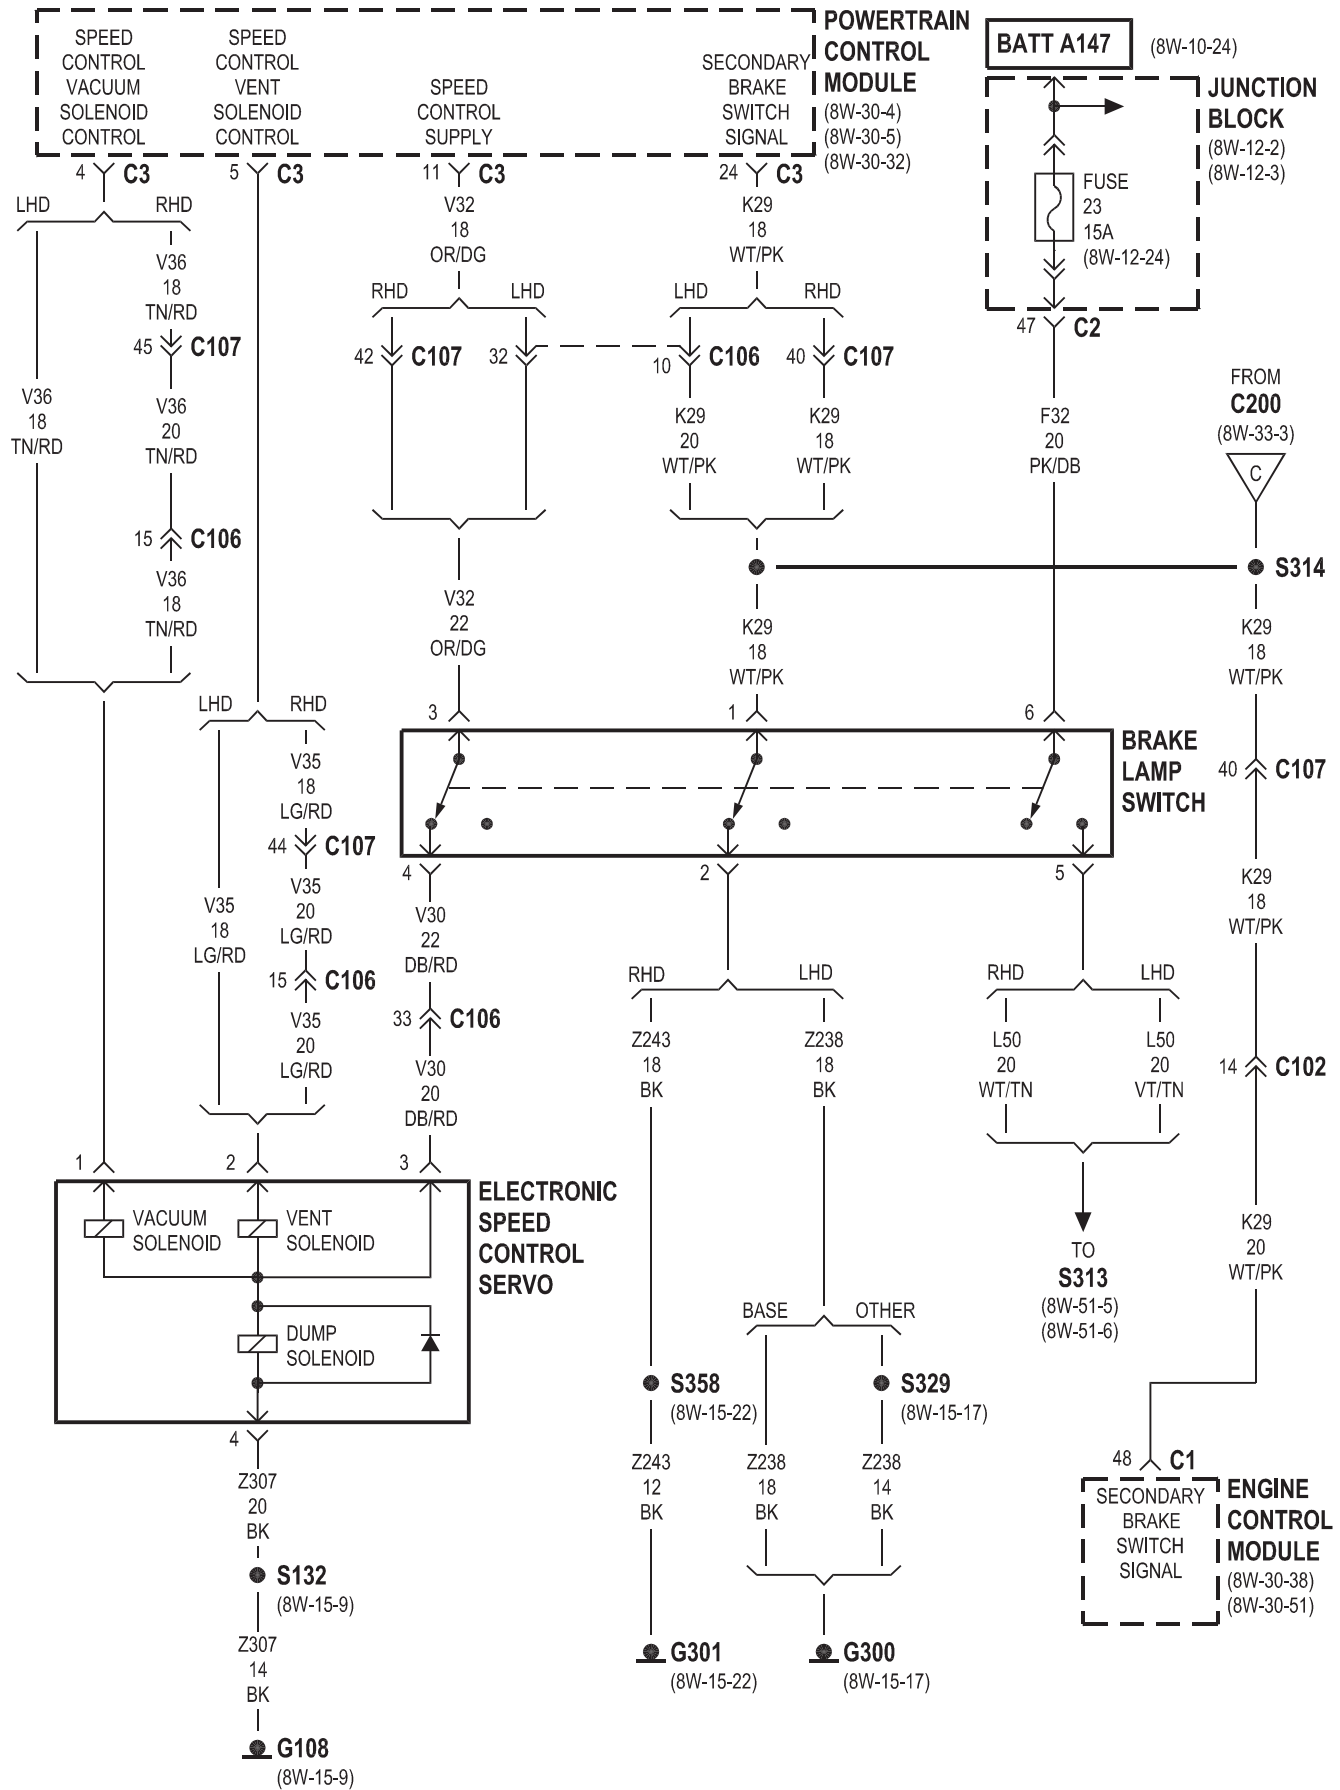 SPEED
CONTROL
VACUUM
SOLENOID
CONTROL
SPEED
CONTROL
VENT
SOLENOID
CONTROL
SPEED
CONTROL
SUPPLY
SECONDARY
BRAKE
SWITCH
SIGNAL
POWERTRAIN
CONTROL
MODULE
(8W-30-4)
(8W-30-5)
(8W-30-32)
BATT A147
(8W-10-24)
JUNCTION
BLOCK
(8W-12-2)
(8W-12-3)
FUSE
23
15A
(8W-12-24)
4 C3
5 C3
11 C3
24 C3
47 C2
LHD RHD
V36
18
TN/RD
45 C107
V36
18
TN/RD
V36
20
TN/RD
15 C106
V36
18
TN/RD
V32
18
OR/DG
RHD LHD
42 C107
32
V32
22
OR/DG
K29
18
WT/PK
LHD RHD
10 C106
40 C107
K29
20
WT/PK
K29
18
WT/PK
F32
20
PK/DB
FROM
C200
(8W-33-3)
C
S314
K29
18
WT/PK
K29
18
WT/PK
3
1
6
BRAKE
LAMP
SWITCH
40 C107
4
2
5
LHD RHD
V35
18
LG/RD
44 C107
V35
18
LG/RD
V35
20
LG/RD
15 C106
V35
20
LG/RD
V30
22
DB/RD
33 C106
V30
20
DB/RD
RHD LHD
Z243
18
BK
Z238
18
BK
RHD LHD
L50
20
WT/TN
L50
20
VT/TN
K29
18
WT/PK
14 C102
K29
20
WT/PK
1
2
3
VACUUM
SOLENOID
VENT
SOLENOID
DUMP
SOLENOID
ELECTRONIC
SPEED
CONTROL
SERVO
4
TO
S313
(8W-51-5)
(8W-51-6)
BASE OTHER
S358
(8W-15-22)
S329
(8W-15-17)
Z243
12
BK
Z238
18
BK
Z238
14
BK
48 C1
SECONDARY
BRAKE
SWITCH
SIGNAL
ENGINE
CONTROL
MODULE
(8W-30-38)
(8W-30-51)
Z307
20
BK
S132
(8W-15-9)
Z307
14
BK
G301
(8W-15-22)
G300
(8W-15-17)
G108
(8W-15-9)